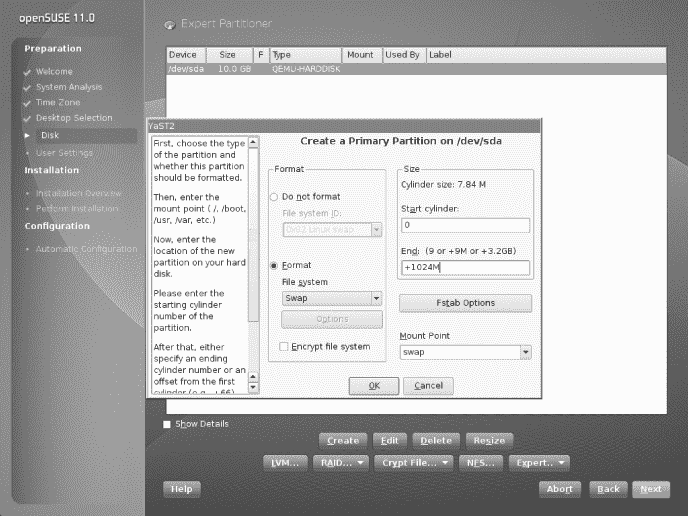 openSUSE 11.0
Expert Partitioner
Preparation
Welcome
System Analysis
Time Zone
Desktop Selection
Disk
User Settings
Installation
Installation Overview
Perform Installation
Configuration
Automatic Configuration
Device Size F Type Mount Used By Label
/dev/sda 10.0 GB QEMU-HARDDISK
YaST2
First, choose the type
of the partition and
whether this partition
should be formatted.
Then, enter the
mount point ( /, /boot,
/usr, /var, etc.)
Now, enter the
location of the new
partition on your hard
disk.
Please enter the
starting cylinder
number of the
partition.
After that, either
specify an ending
cylinder number or an
offset from the first
cylinder (e.g., +66).
Create a Primary Partition on /dev/sda
Format
Do not format
File system ID:
0x82 Linux swap
Format
File system
Swap
Options
Encrypt file system
Size
Cylinder size: 7.84 M
Start cylinder:
0
End: (9 or +9M or +3.2GB)
+1024M
Fstab Options
Mount Point
swap
OK Cancel
Show Details
Create Edit Delete Resize
LVM... RAID... Crypt File... NFS... Expert..
Help Abort Back Next